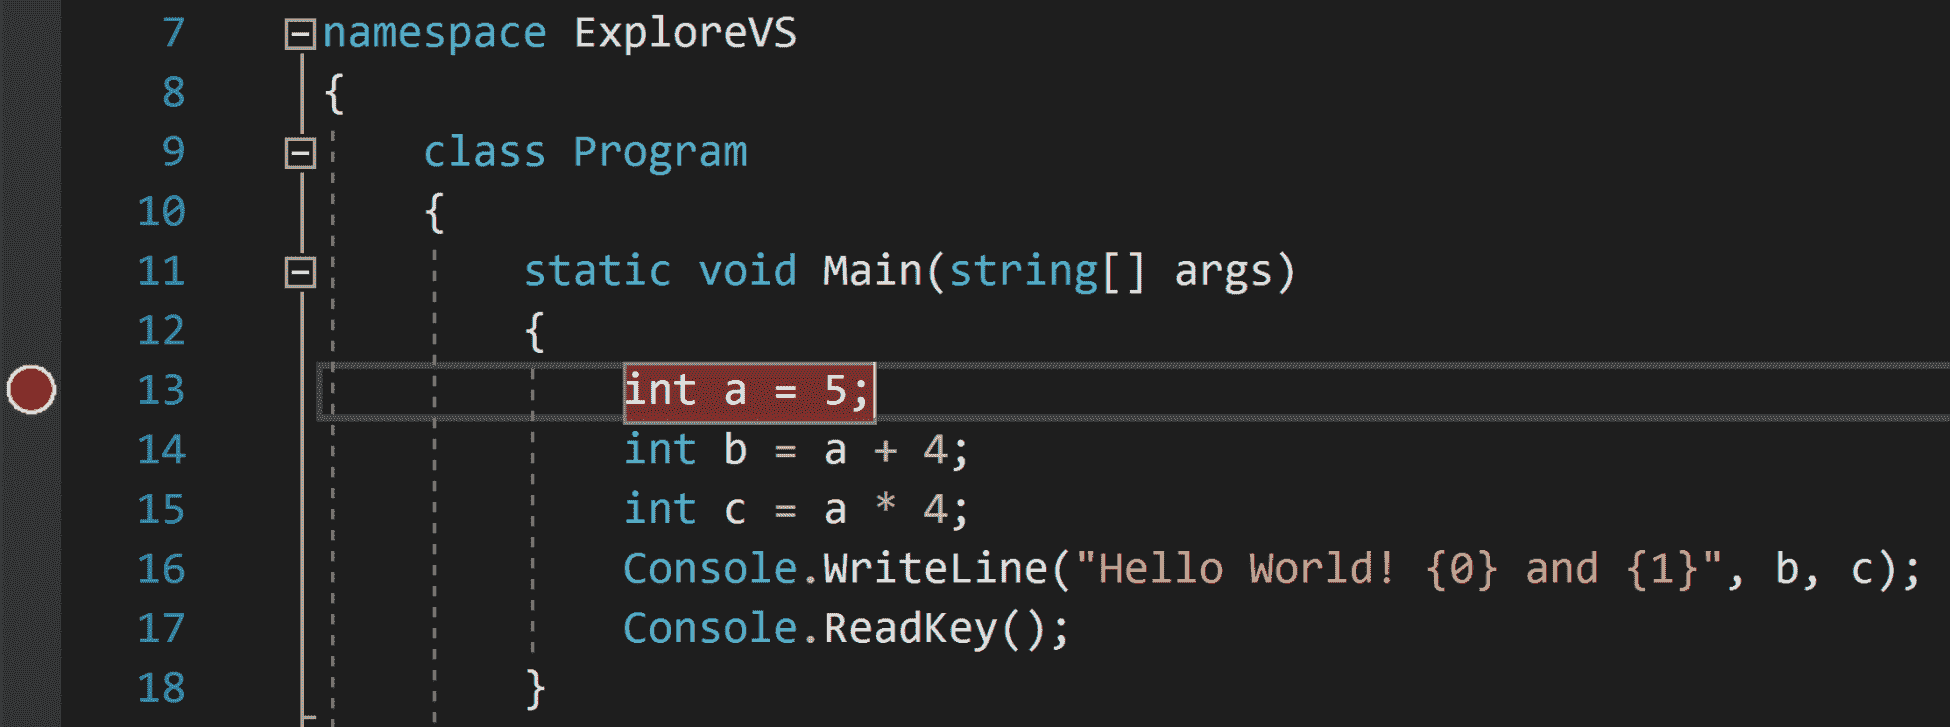 7 namespace ExploreVS
8 {
9 class Program
10 {
11 static void Main(string[] args)
12 {
13 int a = 5;
14 int b = a + 4;
15 int c = a * 4;
16 Console.WriteLine("Hello World! {0} and {1}", b, c);
17 Console.ReadKey();
18 }